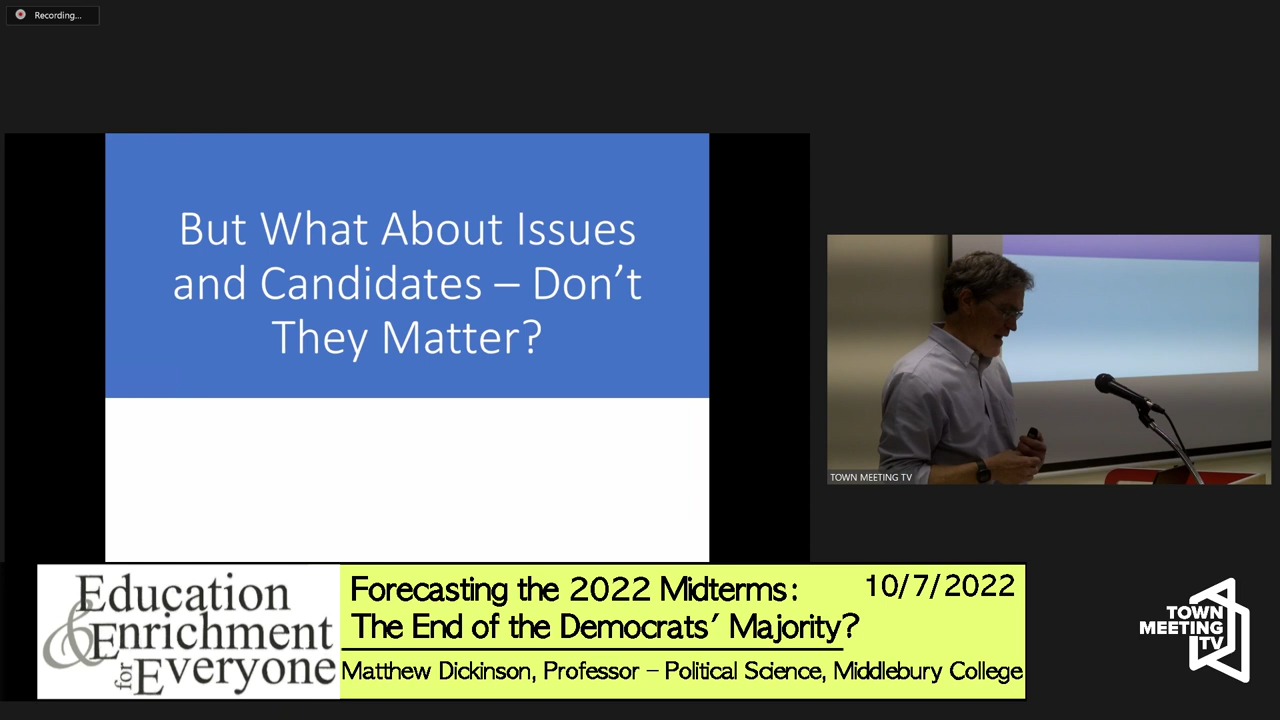 Recording...
But What About Issues
and Candidates – Don’t
They Matter?
TOWN MEETING TV
Education
& Enrichment
for Everyone
Forecasting the 2022 Midterms: 10/7/2022
The End of the Democrats’ Majority?
Matthew Dickinson, Professor – Political Science, Middlebury College
TOWN
MEETING
TV